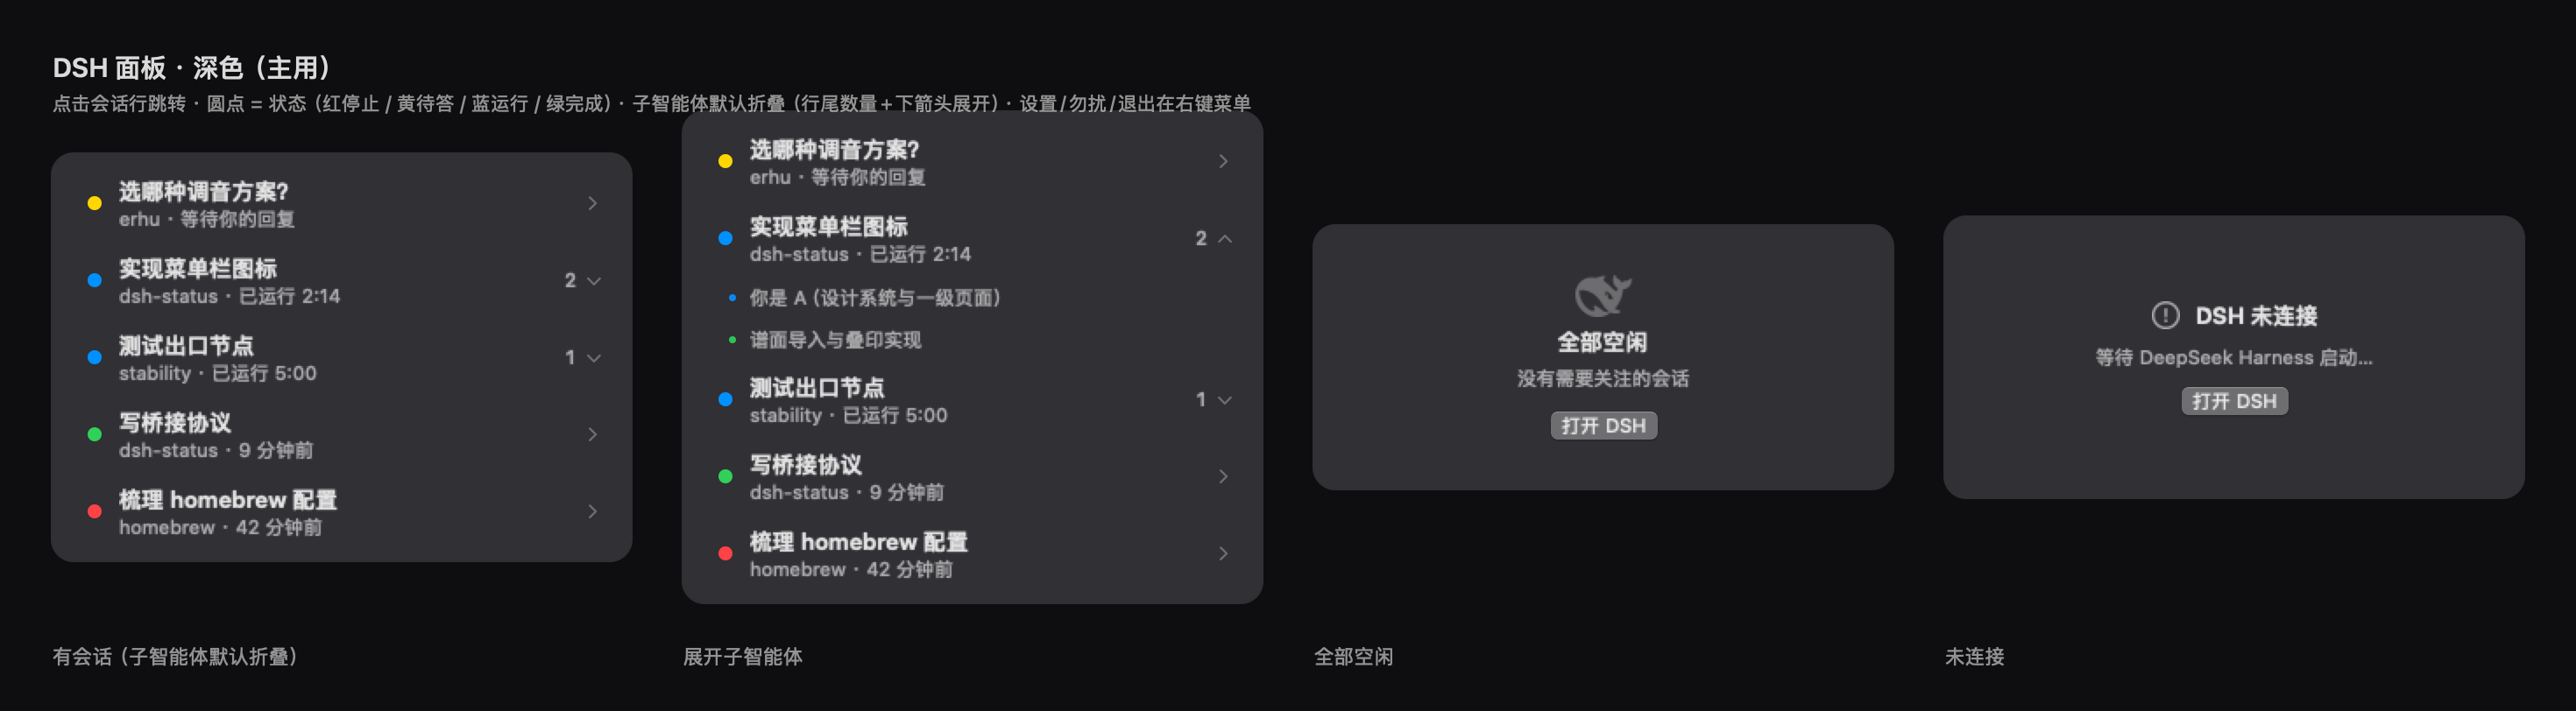 DSH 面板 · 深色（主用）
点击会话行跳转 · 圆点 = 状态（红停止 / 黄待答 / 蓝运行 / 绿完成）· 子智能体默认折叠（行尾数量+下箭头展开）· 设置/勿扰/退出在右键菜单
选哪种调音方案?
erhu · 等待你的回复
实现菜单栏图标
2
dsh-status · 已运行 2:14
测试出口节点
1
stability · 已运行 5:00
写桥接协议
dsh-status · 9 分钟前
梳理 homebrew 配置
homebrew · 42 分钟前
有会话（子智能体默认折叠）
选哪种调音方案?
erhu · 等待你的回复
实现菜单栏图标
2
dsh-status · 已运行 2:14
你是 A（设计系统与一级页面）
谱面导入与叠印实现
测试出口节点
1
stability · 已运行 5:00
写桥接协议
dsh-status · 9 分钟前
梳理 homebrew 配置
homebrew · 42 分钟前
展开子智能体
全部空闲
没有需要关注的会话
打开 DSH
全部空闲
DSH 未连接
等待 DeepSeek Harness 启动...
打开 DSH
未连接